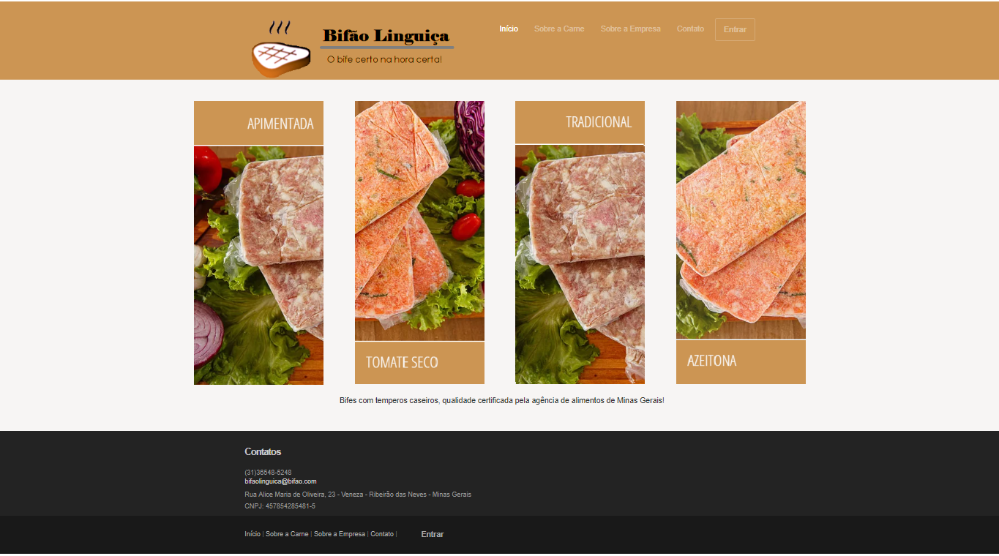 Bifão Linguiça
O bife certo na hora certa!
Início Sobre a Carne Sobre a Empresa Contato Entrar
APIMENTADA
TOMATE SECO
TRADICIONAL
AZEITONA
Bifes com temperos caseiros, qualidade certificada pela agência de alimentos de Minas Gerais!
Contatos
(31)36548-5248
bifaolinguica@bifao.com
Rua Alice Maria de Oliveira, 23 - Veneza - Ribeirão das Neves - Minas Gerais
CNPJ: 457854285481-5
Início | Sobre a Carne | Sobre a Empresa | Contato | Entrar